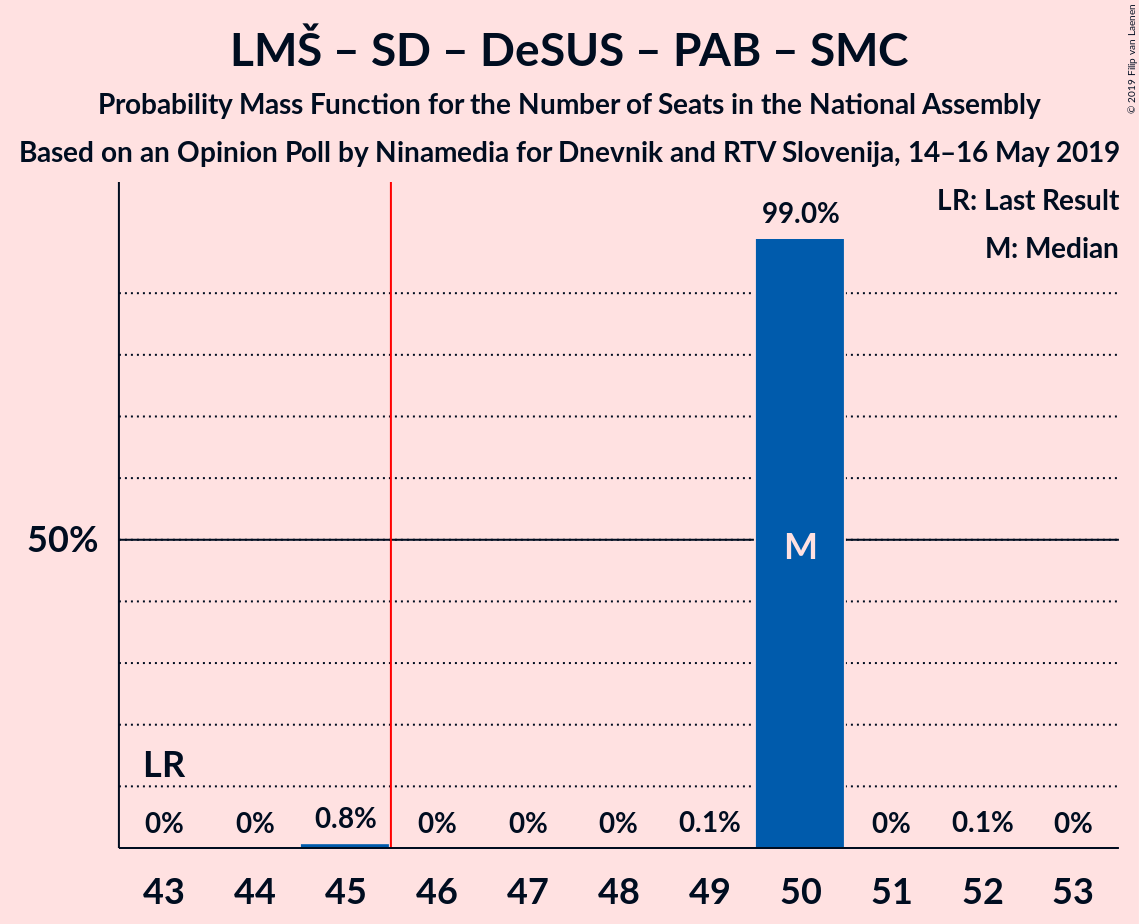 LMŠ – SD – DeSUS – PAB – SMC
Probability Mass Function for the Number of Seats in the National Assembly
Based on an Opinion Poll by Ninamedia for Dnevnik and RTV Slovenija, 14–16 May 2019
© 2019 Filip van Laenen
LR: Last Result
M: Median
99.0%
50%
M
LR
0% 0% 0.8% 0% 0% 0% 0.1% 0% 0.1% 0%
43 44 45 46 47 48 49 50 51 52 53